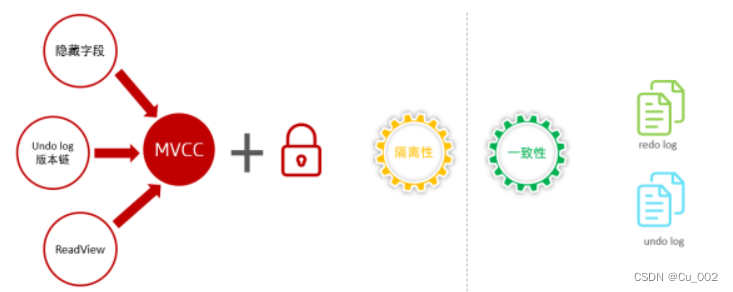 隐藏字段
Undo log
版本链
ReadView
MVCC
隔离性
一致性
redo log
undo log
CSDN @Cu_002